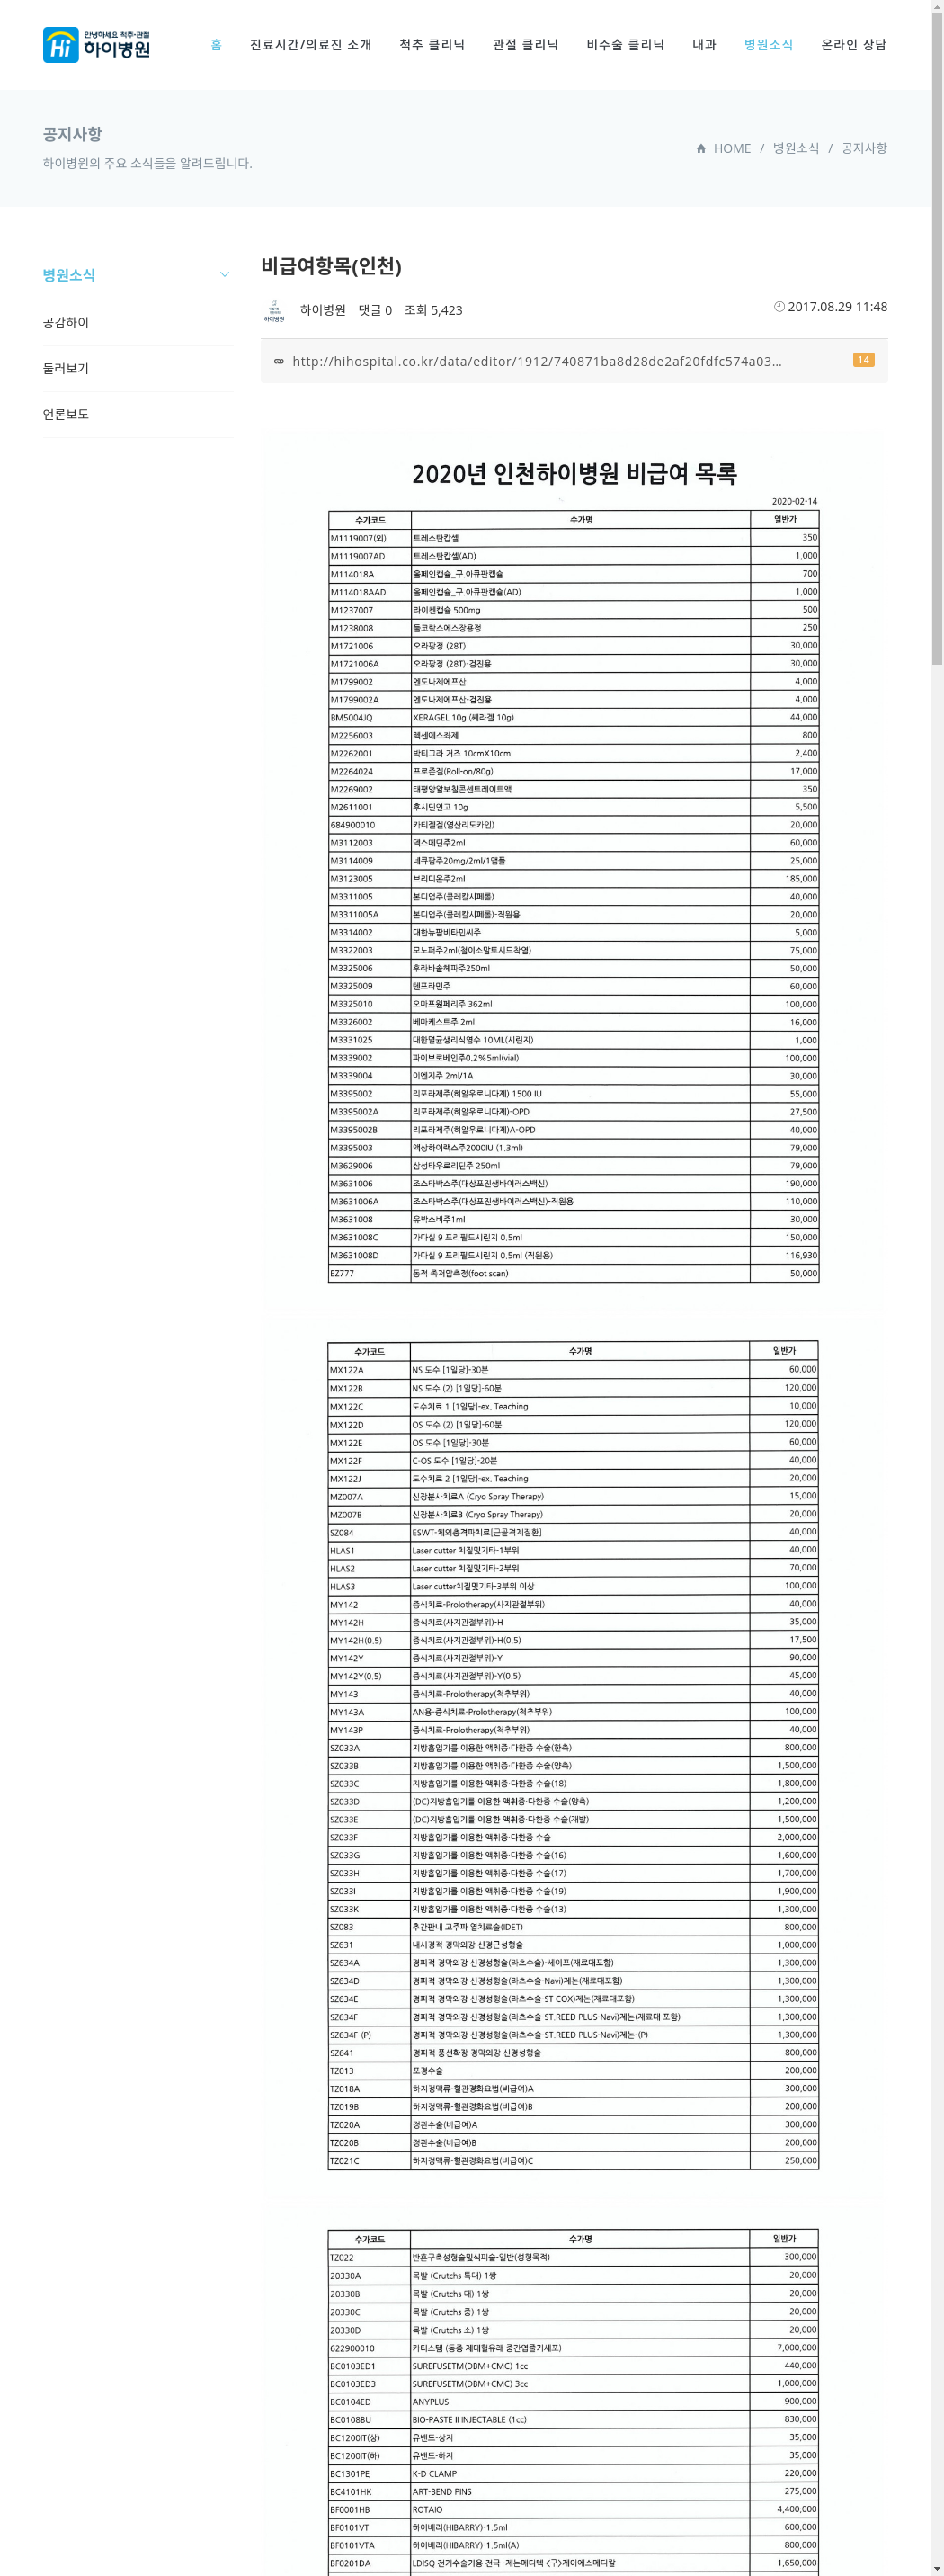 안녕하세요 척추·관절
Hi 하이병원
홈 진료시간/의료진 소개 척추 클리닉 관절 클리닉 비수술 클리닉 내과 병원소식 온라인 상담
공지사항
하이병원의 주요 소식들을 알려드립니다.
HOME / 병원소식 / 공지사항
병원소식
공감하이
둘러보기
언론보도
비급여항목(인천)
하이병원 댓글 0 조회 5,423
2017.08.29 11:48
http://hihospital.co.kr/data/editor/1912/740871ba8d28de2af20fdfc574a03… 14
2020년 인천하이병원 비급여 목록
2020-02-14
수가코드 수가명 일반가
M1119007(외) 트레스탄캅셀 350
M1119007AD 트레스탄캅셀(AD) 1,000
M114018A 울페인캡슐_구.아큐판캡슐 700
M114018AAD 울페인캡슐_구.아큐판캡슐(AD) 1,000
M1237007 라이켄캡슐 500mg 500
M1238008 둘코락스에스장용정 250
M1721006 오라팡정 (28T) 30,000
M1721006A 오라팡정 (28T)-검진용 30,000
M1799002 엔도나제에프산 4,000
M1799002A 엔도나제에프산-검진용 4,000
BM5004JQ XERAGEL 10g (쎄라겔 10g) 44,000
M2256003 렉센에스좌제 800
M2262001 박티그라 거즈 10cmX10cm 2,400
M2264024 프로즌겔(Roll-on/80g) 17,000
M2269002 태평양알보칠콘센트레이트액 350
M2611001 후시딘연고 10g 5,500
684900010 카티젤겔(염산리도카인) 20,000
M3112003 덱스메딘주2ml 60,000
M3114009 네큐팜주20mg/2ml/1앰플 25,000
M3123005 브리디온주2ml 185,000
M3311005 본디업주(콜레칼시페롤) 40,000
M3311005A 본디업주(콜레칼시페롤)-직원용 20,000
M3314002 대한뉴팜비타민씨주 5,000
M3322003 모노퍼주2ml(철이소말토시드착염) 75,000
M3325006 후라바솔헤파주250ml 50,000
M3325009 텐프라민주 60,000
M3325010 오마프원페리주 362ml 100,000
M3326002 베마케스트주 2ml 16,000
M3331025 대한멸균생리식염수 10ML(시린지) 1,000
M3339002 파이브로베인주0.2%5ml(vial) 100,000
M3339004 이엔지주 2ml/1A 30,000
M3395002 리포라제주(히알우로니다제) 1500 IU 55,000
M3395002A 리포라제주(히알우로니다제)-OPD 27,500
M3395002B 리포라제주(히알우로니다제)A-OPD 40,000
M3395003 액상하이랙스주2000IU (1.3ml) 79,000
M3629006 삼성타우로리딘주 250ml 79,000
M3631006 조스타박스주(대상포진생바이러스백신) 190,000
M3631006A 조스타박스주(대상포진생바이러스백신)-직원용 110,000
M3631008 유박스비주1ml 30,000
M3631008C 가다실 9 프리필드시린지 0.5ml 150,000
M3631008D 가다실 9 프리필드시린지 0.5ml (직원용) 116,930
EZ777 동적 족저압측정(foot scan) 50,000
수가코드 수가명 일반가
MX122A NS 도수 [1일당]-30분 60,000
MX122B NS 도수 (2) [1일당]-60분 120,000
MX122C 도수치료 1 [1일당]-ex. Teaching 10,000
MX122D OS 도수 (2) [1일당]-60분 120,000
MX122E OS 도수 [1일당]-30분 60,000
MX122F C-OS 도수 [1일당]-20분 40,000
MX122J 도수치료 2 [1일당]-ex. Teaching 20,000
MZ007A 신장분사치료A (Cryo Spray Therapy) 15,000
MZ007B 신장분사치료B (Cryo Spray Therapy) 20,000
SZ084 ESWT-체외충격파치료[근골격계질환] 40,000
HLAS1 Laser cutter 치질및기타-1부위 40,000
HLAS2 Laser cutter 치질및기타-2부위 70,000
HLAS3 Laser cutter치질및기타-3부위 이상 100,000
MY142 증식치료-Prolotherapy(사지관절부위) 40,000
MY142H 증식치료(사지관절부위)-H 35,000
MY142H(0.5) 증식치료(사지관절부위)-H(0.5) 17,500
MY142Y 증식치료(사지관절부위)-Y 90,000
MY142Y(0.5) 증식치료(사지관절부위)-Y(0.5) 45,000
MY143 증식치료-Prolotherapy(척추부위) 40,000
MY143A AN용-증식치료-Prolotherapy(척추부위) 100,000
MY143P 증식치료-Prolotherapy(척추부위) 40,000
SZ033A 지방흡입기를 이용한 액취증·다한증 수술(한측) 800,000
SZ033B 지방흡입기를 이용한 액취증·다한증 수술(양측) 1,500,000
SZ033C 지방흡입기를 이용한 액취증·다한증 수술(18) 1,800,000
SZ033D (DC)지방흡입기를 이용한 액취증·다한증 수술(양측) 1,200,000
SZ033E (DC)지방흡입기를 이용한 액취증·다한증 수술(재발) 1,500,000
SZ033F 지방흡입기를 이용한 액취증·다한증 수술 2,000,000
SZ033G 지방흡입기를 이용한 액취증·다한증 수술(16) 1,600,000
SZ033H 지방흡입기를 이용한 액취증·다한증 수술(17) 1,700,000
SZ033I 지방흡입기를 이용한 액취증·다한증 수술(19) 1,900,000
SZ033K 지방흡입기를 이용한 액취증·다한증 수술(13) 1,300,000
SZ083 추간판내 고주파 열치료술(IDET) 800,000
SZ631 내시경적 경막외강 신경근성형술 1,000,000
SZ634A 경피적 경막외강 신경성형술(라츠수술)-세이프(재료대포함) 1,300,000
SZ634D 경피적 경막외강 신경성형술(라츠수술-Navi)제논(재료대포함) 1,300,000
SZ634E 경피적 경막외강 신경성형술(라츠수술-ST COX)제논(재료대포함) 1,300,000
SZ634F 경피적 경막외강 신경성형술(라츠수술-ST.REED PLUS-Navi)제논(재료대 포함) 1,300,000
SZ634F-(P) 경피적 경막외강 신경성형술(라츠수술-ST.REED PLUS-Navi)제논-(P) 1,300,000
SZ641 경피적 풍선확장 경막외강 신경성형술 800,000
TZ013 포경수술 200,000
TZ018A 하지정맥류-혈관경화요법(비급여)A 300,000
TZ019B 하지정맥류-혈관경화요법(비급여)B 200,000
TZ020A 정관수술(비급여)A 300,000
TZ020B 정관수술(비급여)B 200,000
TZ021C 하지정맥류-혈관경화요법(비급여)C 250,000
수가코드 수가명 일반가
TZ022 반흔구축성형술및식피술-일반(성형목적) 300,000
20330A 목발 (Crutchs 특대) 1쌍 20,000
20330B 목발 (Crutchs 대) 1쌍 20,000
20330C 목발 (Crutchs 중) 1쌍 20,000
20330D 목발 (Crutchs 소) 1쌍 20,000
622900010 카티스템 (동종 제대혈유래 중간엽줄기세포) 7,000,000
BC0103ED1 SUREFUSETM(DBM+CMC) 1cc 440,000
BC0103ED3 SUREFUSETM(DBM+CMC) 3cc 1,000,000
BC0104ED ANYPLUS 900,000
BC0108BU BIO-PASTE II INJECTABLE (1cc) 830,000
BC1200IT(상) 유밴드-상지 35,000
BC1200IT(하) 유밴드-하지 35,000
BC1301PE K-D CLAMP 220,000
BC4101HK ART-BEND PINS 275,000
BF0001HB ROTAIO 4,400,000
BF0101VT 하이배리(HIBARRY)-1.5ml 600,000
BF0101VTA 하이배리(HIBARRY)-1.5ml(A) 800,000
BF0201DA LDISQ 전기수술기용 전극 -제논메디텍 <구>제이에스메디칼 1,650,000